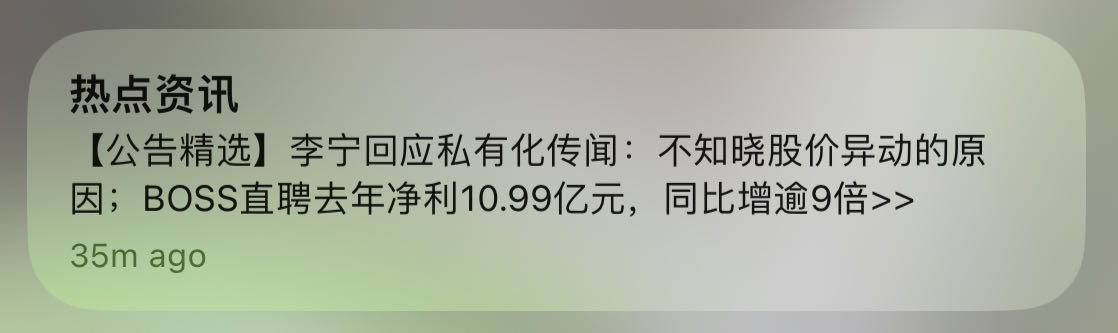 热点资讯
【公告精选】李宁回应私有化传闻：不知晓股价异动的原
因；BOSS直聘去年净利10.99亿元，同比增逾9倍>>
35m ago